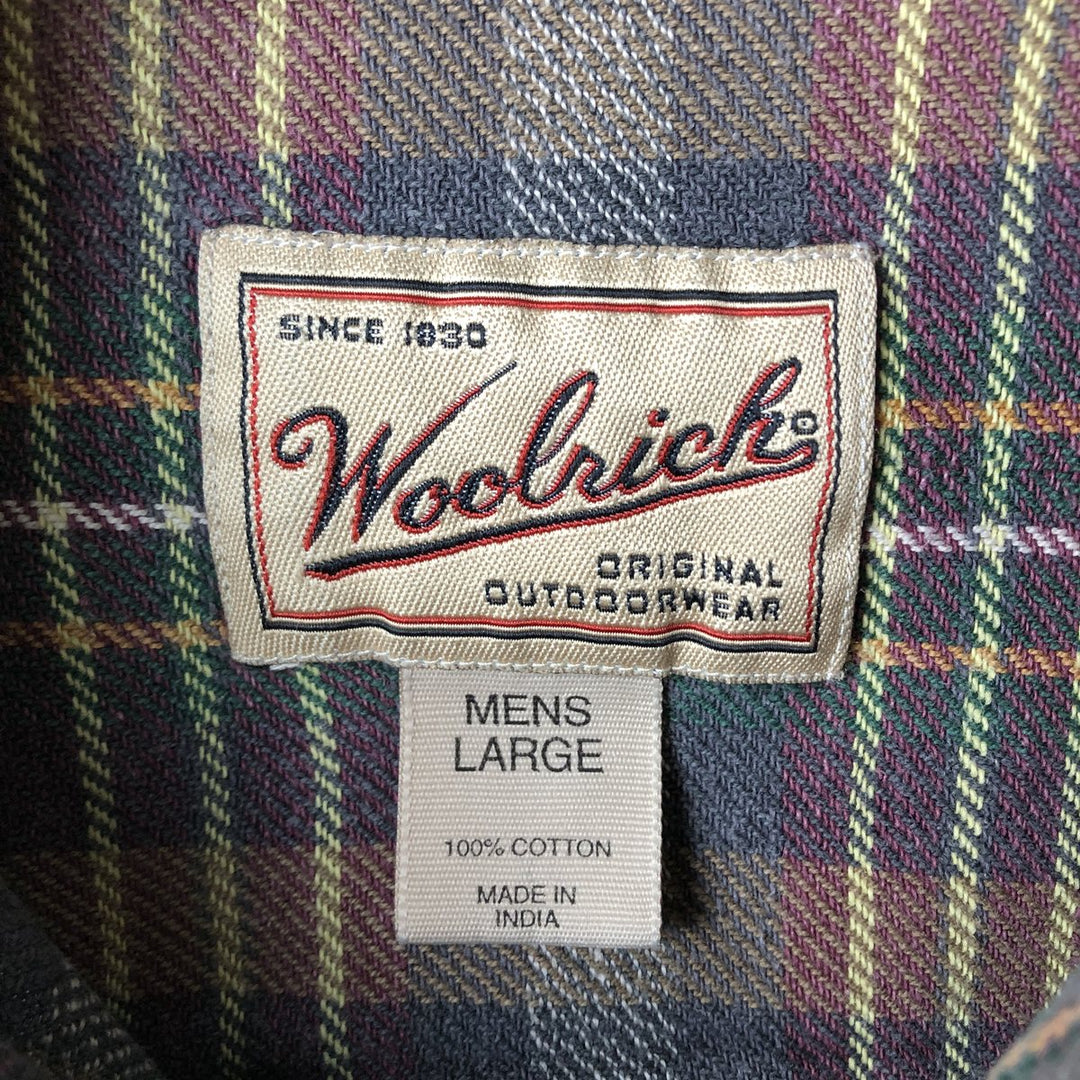 SINCE 1830
Woolrich®
ORIGINAL
OUTDOORWEAR
MENS
LARGE
100% COTTON
MADE IN
INDIA